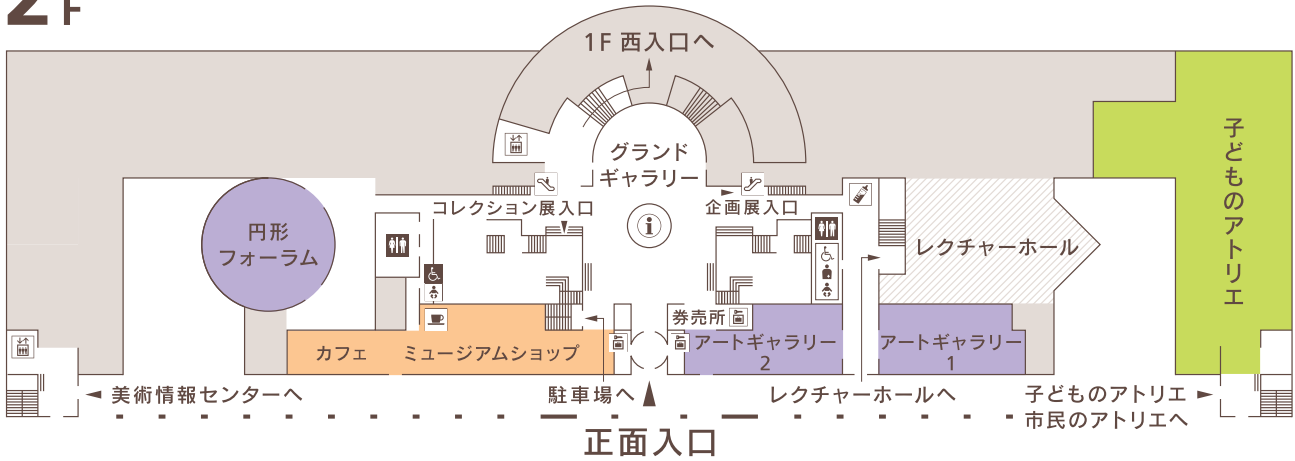 2F
1F 西入口へ
グランド
ギャラリー
コレクション展入口
企画展入口
円形
フォーラム
レクチャーホール
子どものアトリエ
券売所
カフェ
ミュージアムショップ
アートギャラリー
2
アートギャラリー
1
美術情報センターへ
駐車場へ
レクチャーホールへ
子どものアトリエ
市民のアトリエへ
正面入口